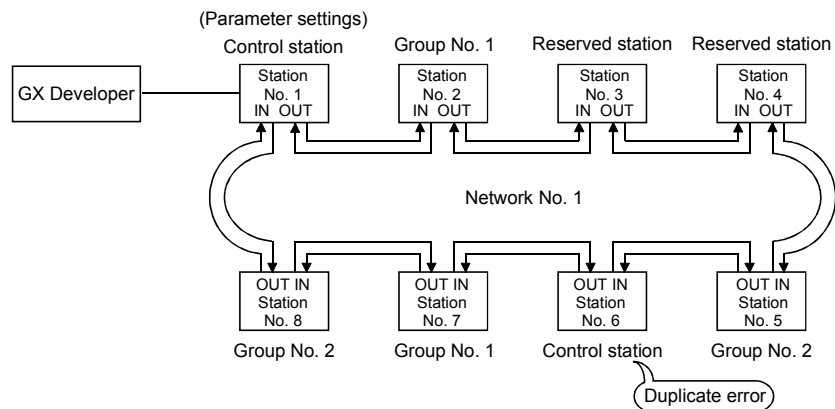 (Parameter settings)
Control station
Group No. 1
Reserved station
Reserved station
GX Developer
Station
No. 1
IN OUT
Station
No. 2
IN OUT
Station
No. 3
IN OUT
Station
No. 4
IN OUT
Network No. 1
OUT IN
Station
No. 8
OUT IN
Station
No. 7
OUT IN
Station
No. 6
OUT IN
Station
No. 5
Group No. 2
Group No. 1
Control station
Group No. 2
Duplicate error